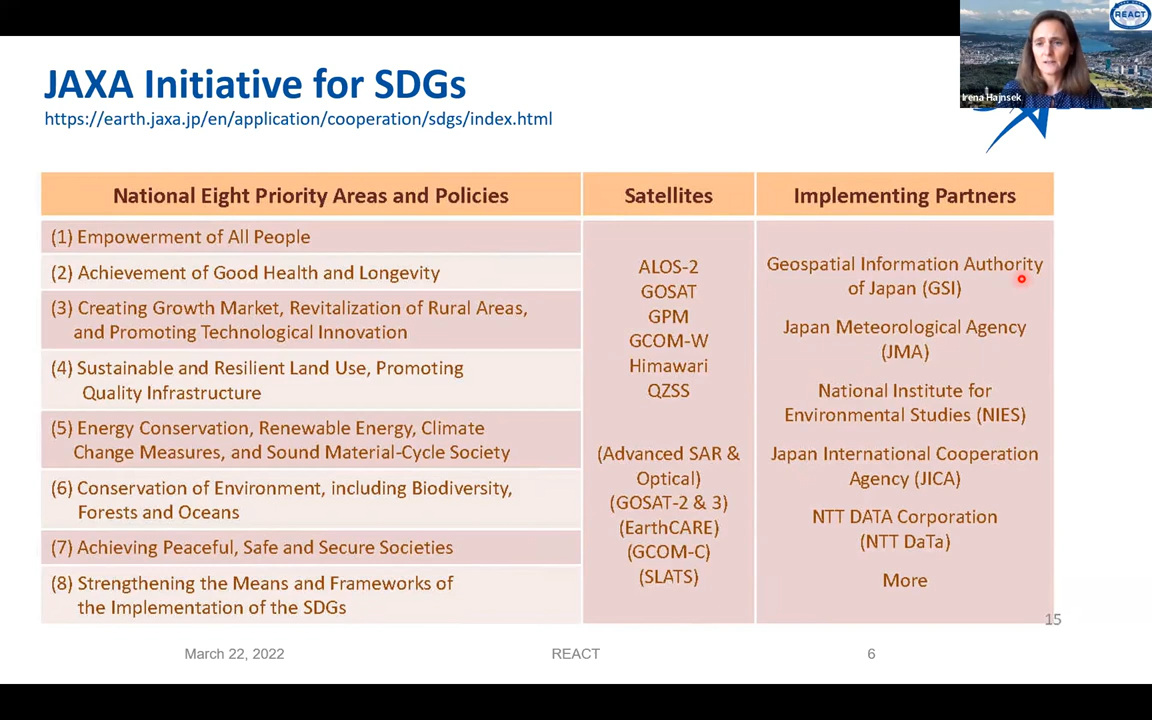 REACT
Irena Hajnsek
JAXA Initiative for SDGs
https://earth.jaxa.jp/en/application/cooperation/sdgs/index.html
National Eight Priority Areas and Policies
Satellites
Implementing Partners
(1) Empowerment of All People
(2) Achievement of Good Health and Longevity
(3) Creating Growth Market, Revitalization of Rural Areas,
and Promoting Technological Innovation
(4) Sustainable and Resilient Land Use, Promoting
Quality Infrastructure
(5) Energy Conservation, Renewable Energy, Climate
Change Measures, and Sound Material-Cycle Society
(6) Conservation of Environment, including Biodiversity,
Forests and Oceans
(7) Achieving Peaceful, Safe and Secure Societies
(8) Strengthening the Means and Frameworks of
the Implementation of the SDGs
ALOS-2
GOSAT
GPM
GCOM-W
Himawari
QZSS
(Advanced SAR &
Optical)
(GOSAT-2 & 3)
(EarthCARE)
(GCOM-C)
(SLATS)
Geospatial Information Authority
of Japan (GSI)
Japan Meteorological Agency
(JMA)
National Institute for
Environmental Studies (NIES)
Japan International Cooperation
Agency (JICA)
NTT DATA Corporation
(NTT DaTa)
More
15
March 22, 2022
REACT
6